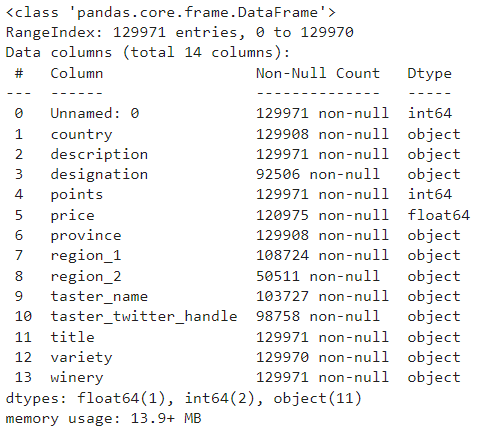 <class 'pandas.core.frame.DataFrame'>
RangeIndex: 129971 entries, 0 to 129970
Data columns (total 14 columns):
 #   Column                 Non-Null Count   Dtype
---  ------                 --------------   -----
 0   Unnamed: 0             129971 non-null  int64
 1   country                129908 non-null  object
 2   description            129971 non-null  object
 3   designation            92506 non-null   object
 4   points                 129971 non-null  int64
 5   price                  120975 non-null  float64
 6   province               129908 non-null  object
 7   region_1               108724 non-null  object
 8   region_2               50511 non-null   object
 9   taster_name            103727 non-null  object
 10  taster_twitter_handle  98758 non-null   object
 11  title                  129971 non-null  object
 12  variety                129970 non-null  object
 13  winery                 129971 non-null  object
dtypes: float64(1), int64(2), object(11)
memory usage: 13.9+ MB